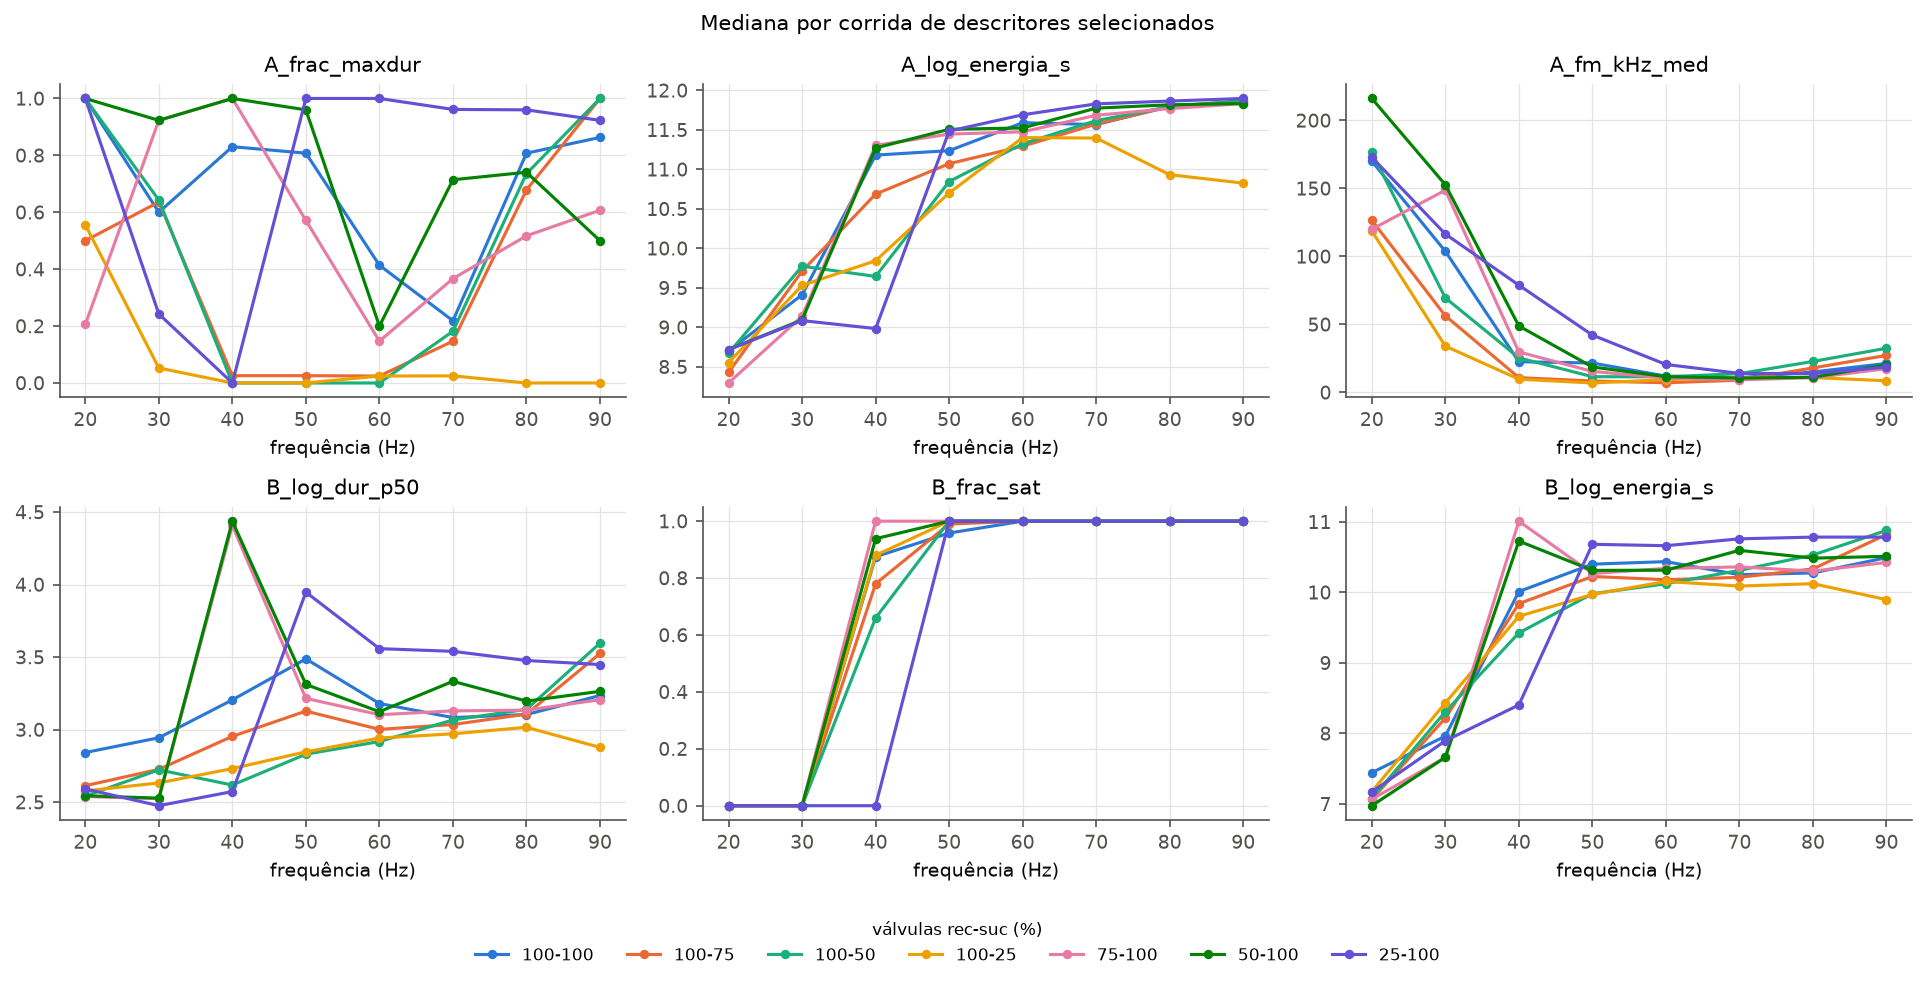 Mediana por corrida de descritores selecionados
A_frac_maxdur
1.0
0.8
0.6
0.4
0.2
0.0
20 30 40 50 60 70 80 90
frequência (Hz)
A_log_energia_s
12.0
11.5
11.0
10.5
10.0
9.5
9.0
8.5
20 30 40 50 60 70 80 90
frequência (Hz)
A_fm_kHz_med
200
150
100
50
0
20 30 40 50 60 70 80 90
frequência (Hz)
B_log_dur_p50
4.5
4.0
3.5
3.0
2.5
20 30 40 50 60 70 80 90
frequência (Hz)
B_frac_sat
1.0
0.8
0.6
0.4
0.2
0.0
20 30 40 50 60 70 80 90
frequência (Hz)
B_log_energia_s
11
10
9
8
7
20 30 40 50 60 70 80 90
frequência (Hz)
válvulas rec-suc (%)
100-100 100-75 100-50 100-25 75-100 50-100 25-100